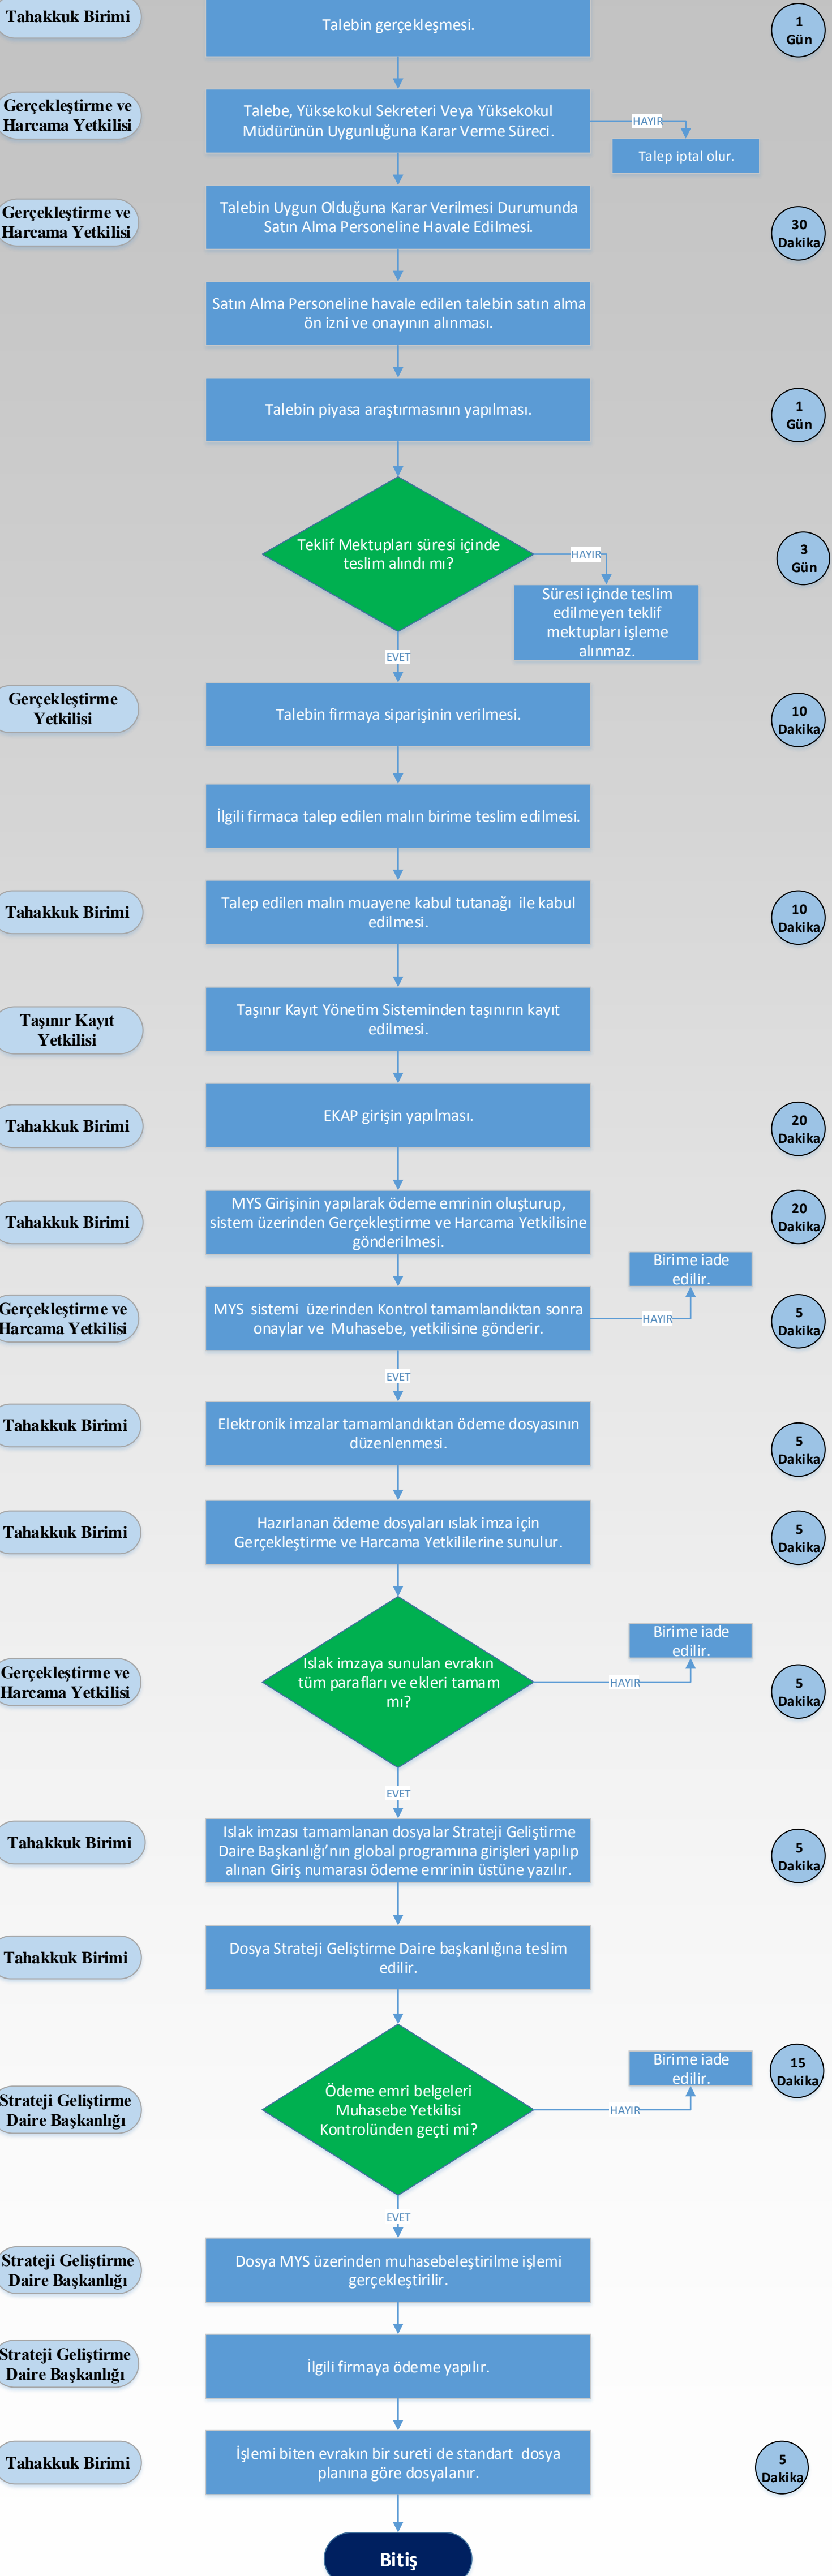 Tahakkuk Birimi
Talebin gerçekleşmesi.
1
Gün
Gerçekleştirme ve
Harcama Yetkilisi
Talebe, Yüksekokul Sekreteri Veya Yüksekokul
Müdürünün Uygunluğuna Karar Verme Süreci.
HAYIR
Talep iptal olur.
Gerçekleştirme ve
Harcama Yetkilisi
Talebin Uygun Olduğuna Karar Verilmesi Durumunda
Satın Alma Personeline Havale Edilmesi.
30
Dakika
Satın Alma Personeline havale edilen talebin satın alma
ön izni ve onayının alınması.
Talebin piyasa araştırmasının yapılması.
1
Gün
Teklif Mektupları süresi içinde
teslim alındı mı?
HAYIR
3
Gün
Süresi içinde teslim
edilmeyen teklif
mektupları işleme
alınmaz.
EVET
Gerçekleştirme
Yetkilisi
Talebin firmaya siparişinin verilmesi.
10
Dakika
İlgili firmaca talep edilen malın birime teslim edilmesi.
Tahakkuk Birimi
Talep edilen malın muayene kabul tutanağı  ile kabul
edilmesi.
10
Dakika
Taşınır Kayıt
Yetkilisi
Taşınır Kayıt Yönetim Sisteminden taşınırın kayıt
edilmesi.
Tahakkuk Birimi
EKAP girişin yapılması.
20
Dakika
Tahakkuk Birimi
MYS Girişinin yapılarak ödeme emrinin oluşturup,
sistem üzerinden Gerçekleştirme ve Harcama Yetkilisine
gönderilmesi.
20
Dakika
Birime iade
edilir.
Gerçekleştirme ve
Harcama Yetkilisi
MYS  sistemi  üzerinden Kontrol tamamlandıktan sonra
onaylar ve  Muhasebe, yetkilisine gönderir.
HAYIR
5
Dakika
EVET
Tahakkuk Birimi
Elektronik imzalar tamamlandıktan ödeme dosyasının
düzenlenmesi.
5
Dakika
Tahakkuk Birimi
Hazırlanan ödeme dosyaları ıslak imza için
Gerçekleştirme ve Harcama Yetkililerine sunulur.
5
Dakika
Gerçekleştirme ve
Harcama Yetkilisi
Islak imzaya sunulan evrakın
tüm parafları ve ekleri tamam
mı?
Birime iade
edilir.
HAYIR
5
Dakika
EVET
Tahakkuk Birimi
Islak imzası tamamlanan dosyalar Strateji Geliştirme
Daire Başkanlığı’nın global programına girişleri yapılıp
alınan Giriş numarası ödeme emrinin üstüne yazılır.
5
Dakika
Tahakkuk Birimi
Dosya Strateji Geliştirme Daire başkanlığına teslim
edilir.
Strateji Geliştirme
Daire Başkanlığı
Ödeme emri belgeleri
Muhasebe Yetkilisi
Kontrolünden geçti mi?
Birime iade
edilir.
HAYIR
15
Dakika
EVET
Strateji Geliştirme
Daire Başkanlığı
Dosya MYS üzerinden muhasebeleştirilme işlemi
gerçekleştirilir.
Strateji Geliştirme
Daire Başkanlığı
İlgili firmaya ödeme yapılır.
Tahakkuk Birimi
İşlemi biten evrakın bir sureti de standart  dosya
planına göre dosyalanır.
5
Dakika
Bitiş